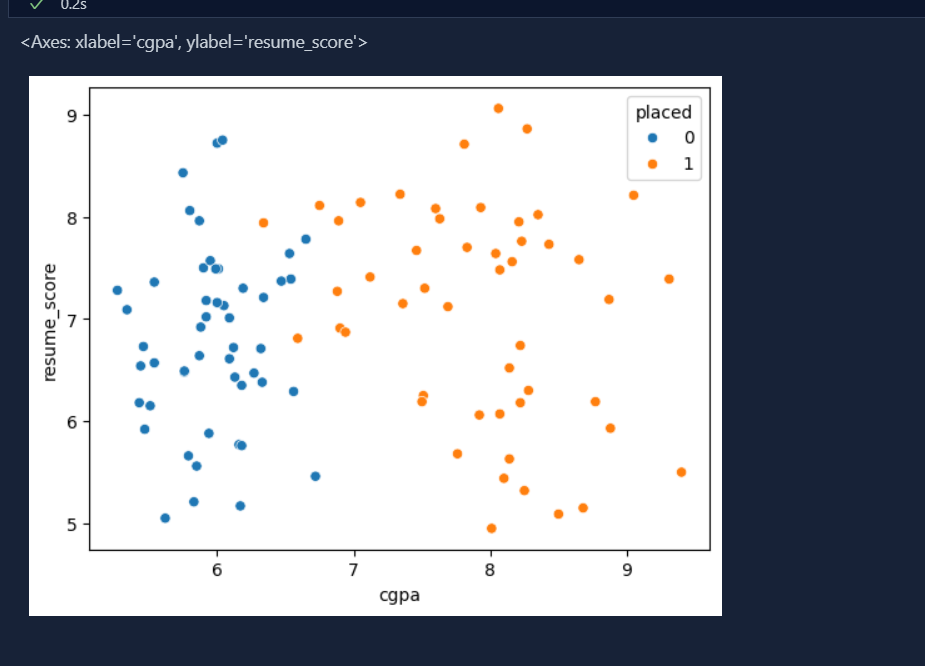 0.2s
<Axes: xlabel='cgpa', ylabel='resume_score'>
placed
0
1
9
8
7
6
5
resume_score
6 7 8 9
cgpa